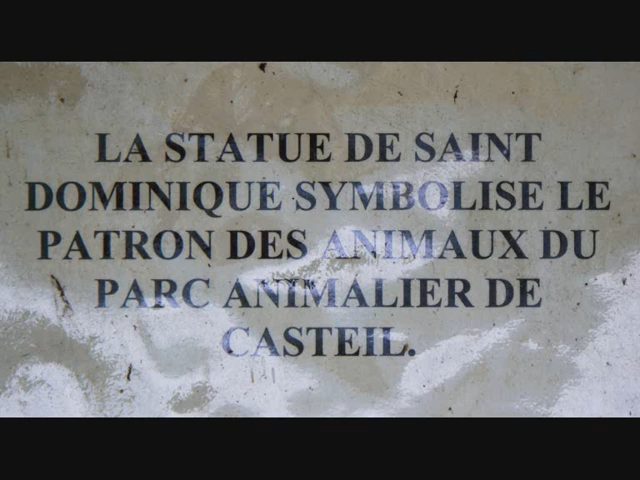 LA STATUE DE SAINT
DOMINIQUE SYMBOLISE LE
PATRON DES ANIMAUX DU
PARC ANIMALIER DE
CASTEIL.